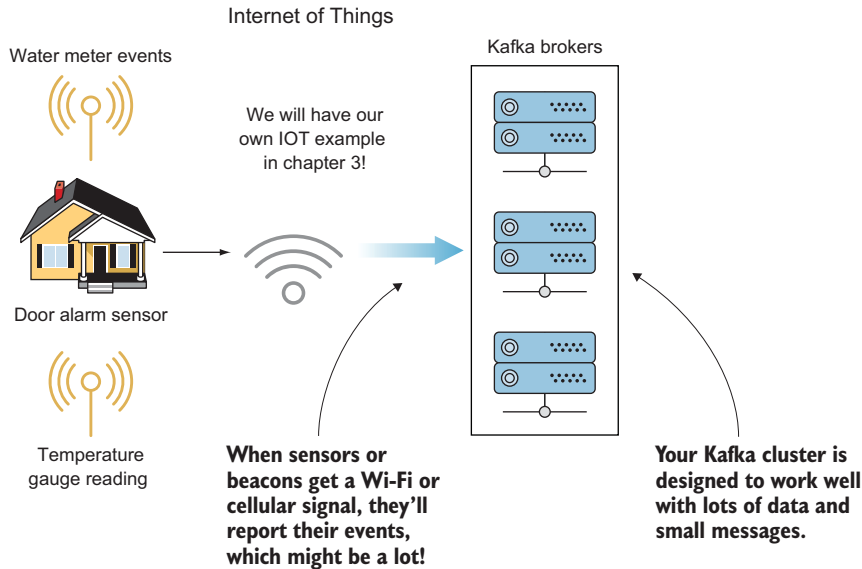 Internet of Things
Water meter events
Kafka brokers
We will have our
own IOT example
in chapter 3!
Door alarm sensor
Temperature
gauge reading
When sensors or
beacons get a Wi-Fi or
cellular signal, they’ll
report their events,
which might be a lot!
Your Kafka cluster is
designed to work well
with lots of data and
small messages.